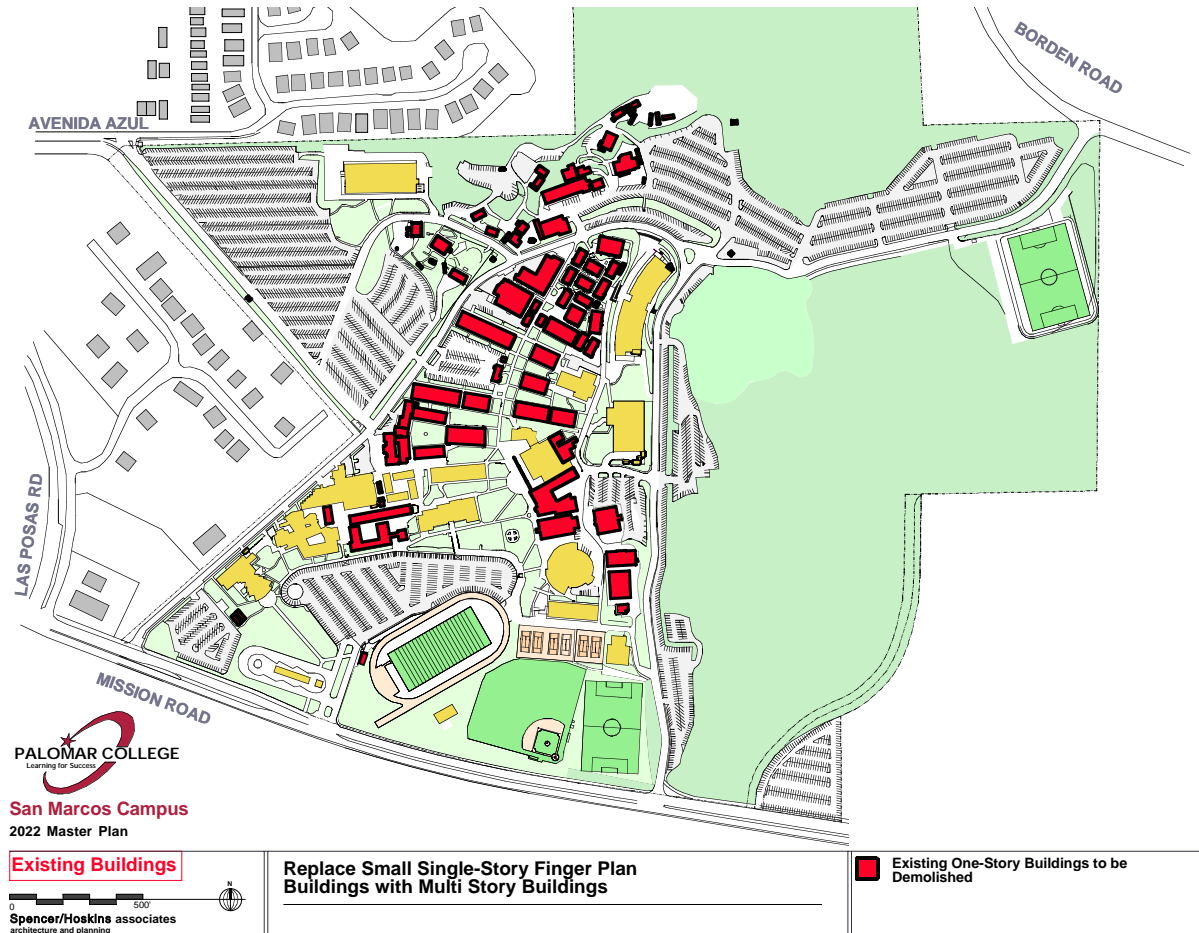 BORDEN ROAD
AVENIDA AZUL
LAS POSAS RD
MISSION ROAD
PALOMAR COLLEGE
Learning for Success
San Marcos Campus
2022 Master Plan
Existing Buildings
N
0 500'
Spencer/Hoskins associates
architecture and planning
Replace Small Single-Story Finger Plan
Buildings with Multi Story Buildings
Existing One-Story Buildings to be
Demolished